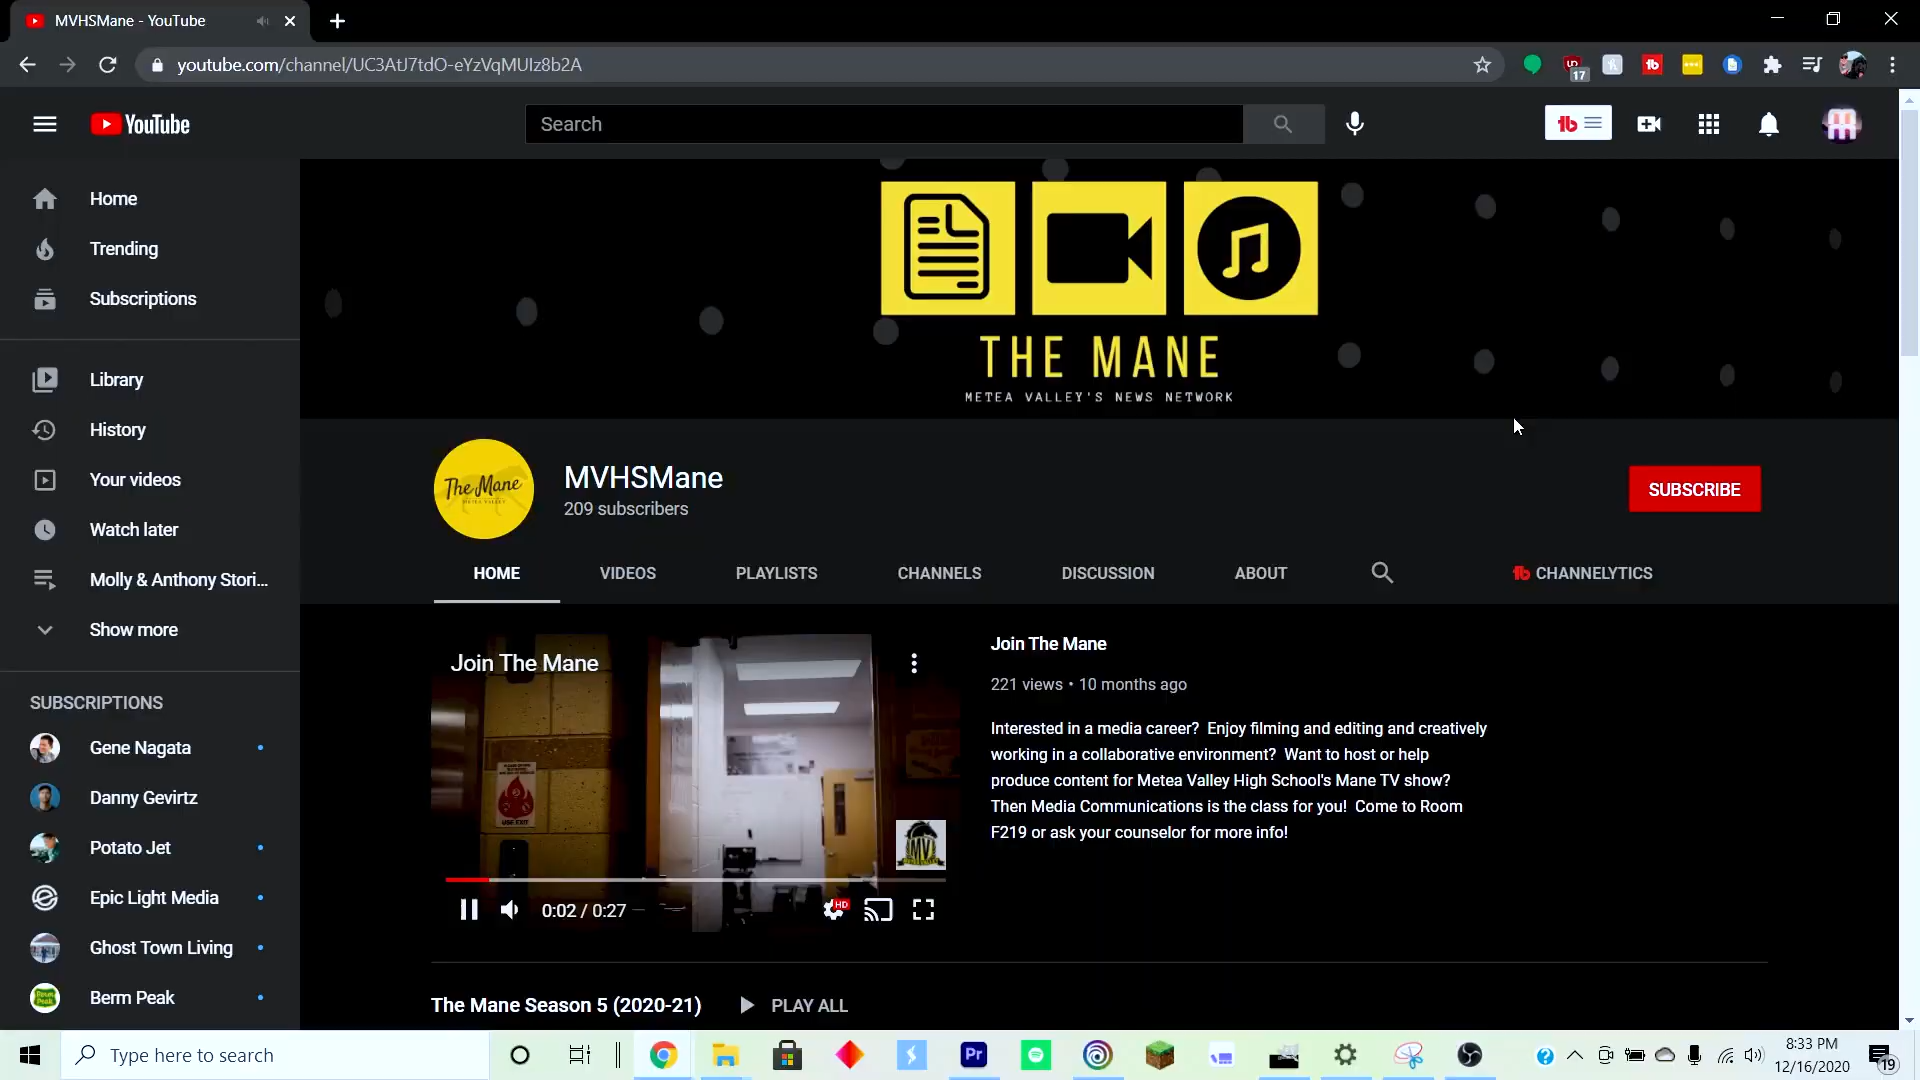 MVHSMane - YouTube
youtube.com/channel/UC3AtJ7tdO-eYzVqMUIz8b2A
17
YouTube
Search
Home
Trending
Subscriptions
Library
History
Your videos
Watch later
Molly & Anthony Stori...
Show more
SUBSCRIPTIONS
Gene Nagata
Danny Gevirtz
Potato Jet
Epic Light Media
Ghost Town Living
Berm Peak
THE MANE
METEA VALLEY'S NEWS NETWORK
The Mane
METEA VALLEY
MVHSMane
209 subscribers
SUBSCRIBE
HOME
VIDEOS
PLAYLISTS
CHANNELS
DISCUSSION
ABOUT
CHANNELYTICS
Join The Mane
MV
0:02 / 0:27
HD
Join The Mane
221 views • 10 months ago
Interested in a media career? Enjoy filming and editing and creatively
working in a collaborative environment? Want to host or help
produce content for Metea Valley High School's Mane TV show?
Then Media Communications is the class for you! Come to Room
F219 or ask your counselor for more info!
The Mane Season 5 (2020-21)
PLAY ALL
Type here to search
Pr
8:33 PM
12/16/2020
19